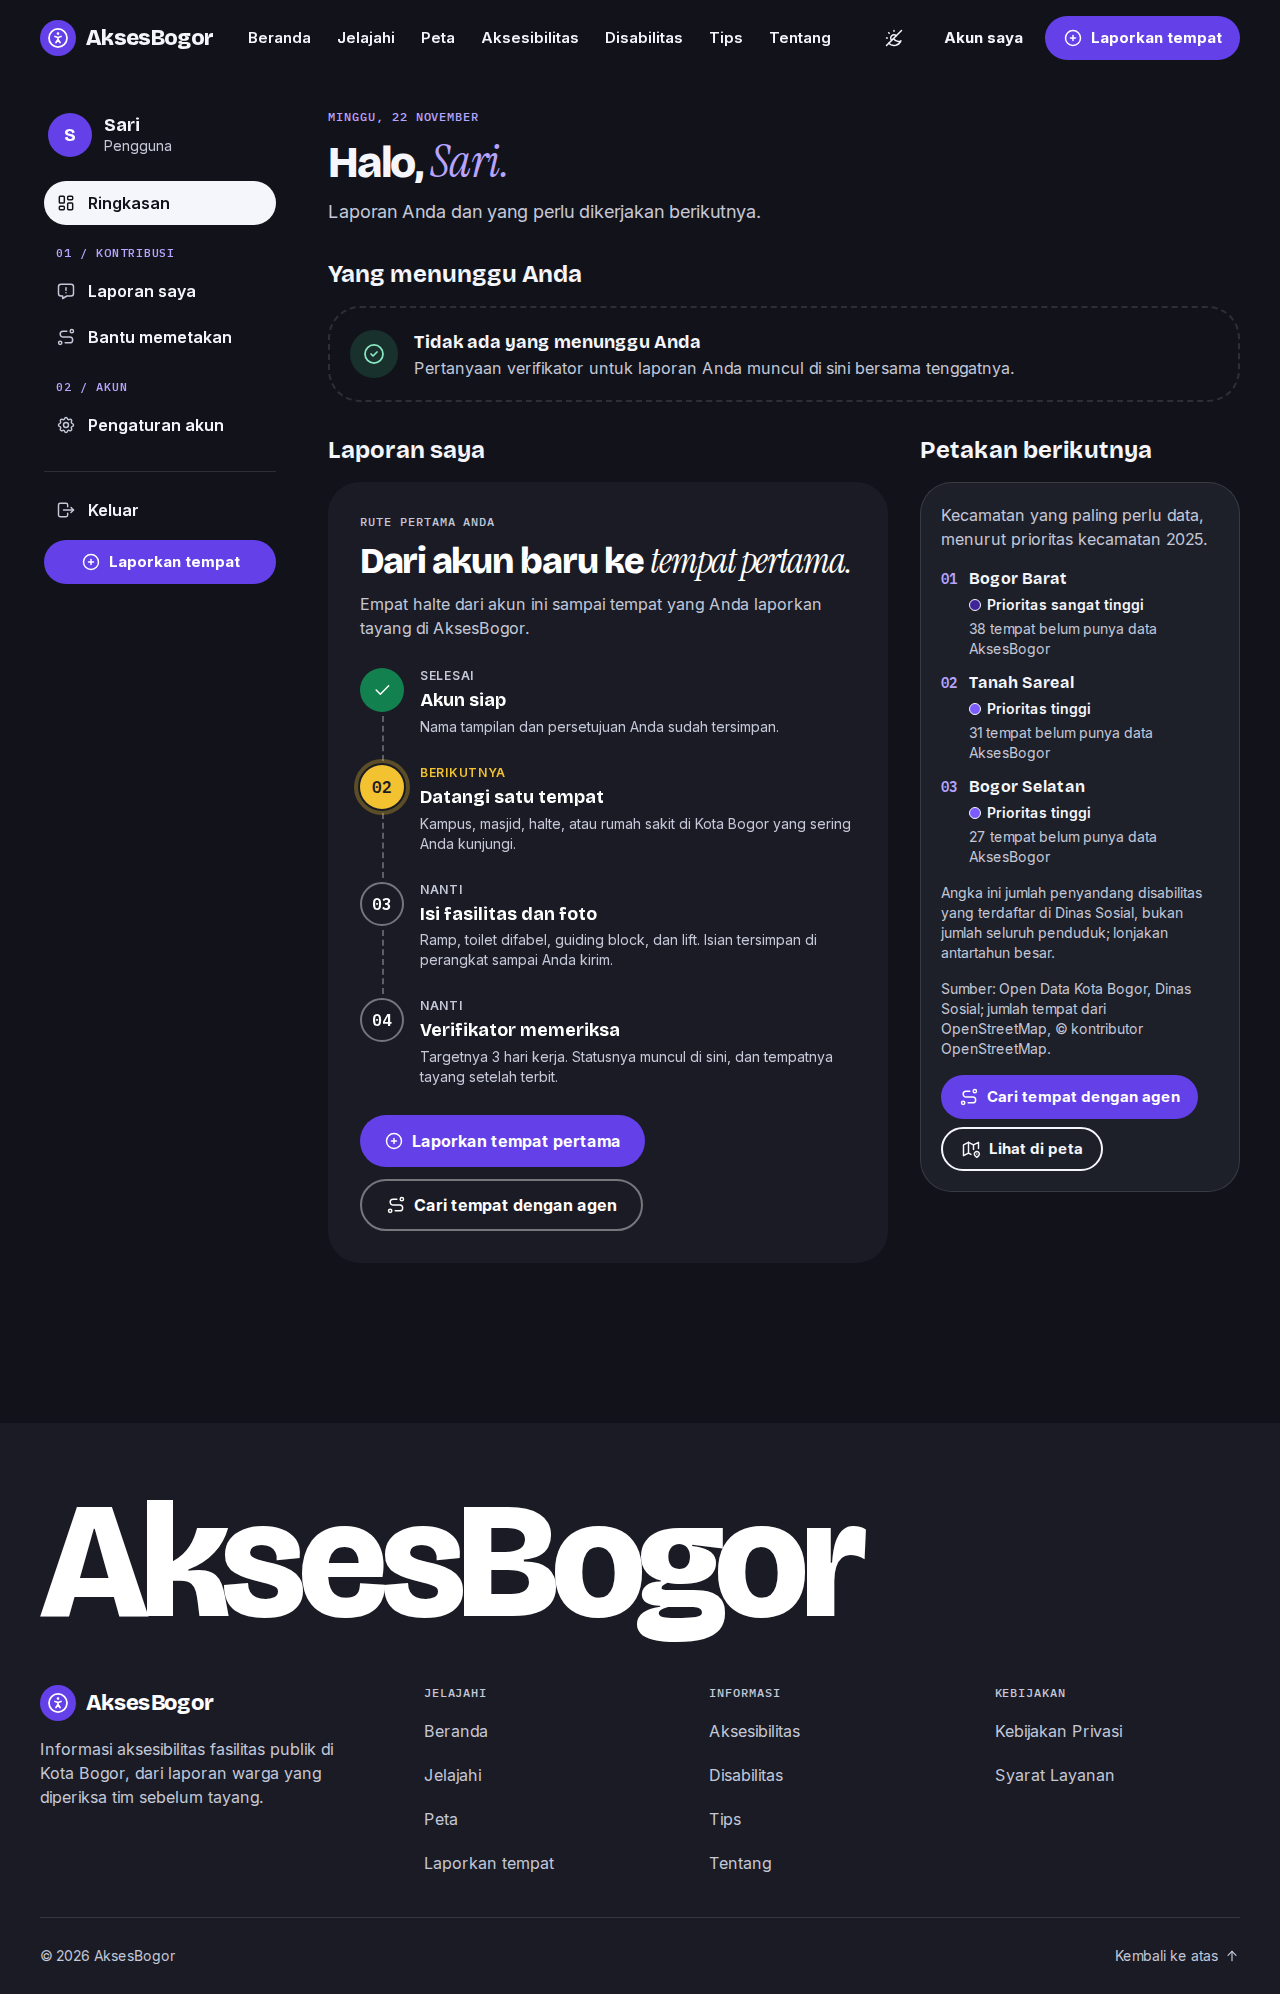 AksesBogor
Beranda
Jelajahi
Peta
Aksesibilitas
Disabilitas
Tips
Tentang
Akun saya
Laporkan tempat
S
Sari
Pengguna
Ringkasan
01 / KONTRIBUSI
Laporan saya
Bantu memetakan
02 / AKUN
Pengaturan akun
Keluar
Laporkan tempat
MINGGU, 22 NOVEMBER
Halo, Sari.
Laporan Anda dan yang perlu dikerjakan berikutnya.
Yang menunggu Anda
Tidak ada yang menunggu Anda
Pertanyaan verifikator untuk laporan Anda muncul di sini bersama tenggatnya.
Laporan saya
RUTE PERTAMA ANDA
Dari akun baru ke tempat pertama.
Empat halte dari akun ini sampai tempat yang Anda laporkan
tayang di AksesBogor.
SELESAI
Akun siap
Nama tampilan dan persetujuan Anda sudah tersimpan.
02
BERIKUTNYA
Datangi satu tempat
Kampus, masjid, halte, atau rumah sakit di Kota Bogor yang sering
Anda kunjungi.
03
NANTI
Isi fasilitas dan foto
Ramp, toilet difabel, guiding block, dan lift. Isian tersimpan di
perangkat sampai Anda kirim.
04
NANTI
Verifikator memeriksa
Targetnya 3 hari kerja. Statusnya muncul di sini, dan tempatnya
tayang setelah terbit.
Laporkan tempat pertama
Cari tempat dengan agen
Petakan berikutnya
Kecamatan yang paling perlu data,
menurut prioritas kecamatan 2025.
01 Bogor Barat
Prioritas sangat tinggi
38 tempat belum punya data
AksesBogor
02 Tanah Sareal
Prioritas tinggi
31 tempat belum punya data
AksesBogor
03 Bogor Selatan
Prioritas tinggi
27 tempat belum punya data
AksesBogor
Angka ini jumlah penyandang disabilitas
yang terdaftar di Dinas Sosial, bukan
jumlah seluruh penduduk; lonjakan
antartahun besar.
Sumber: Open Data Kota Bogor, Dinas
Sosial; jumlah tempat dari
OpenStreetMap, © kontributor
OpenStreetMap.
Cari tempat dengan agen
Lihat di peta
AksesBogor
AksesBogor
Informasi aksesibilitas fasilitas publik di
Kota Bogor, dari laporan warga yang
diperiksa tim sebelum tayang.
JELAJAHI
Beranda
Jelajahi
Peta
Laporkan tempat
INFORMASI
Aksesibilitas
Disabilitas
Tips
Tentang
KEBIJAKAN
Kebijakan Privasi
Syarat Layanan
© 2026 AksesBogor
Kembali ke atas ↑